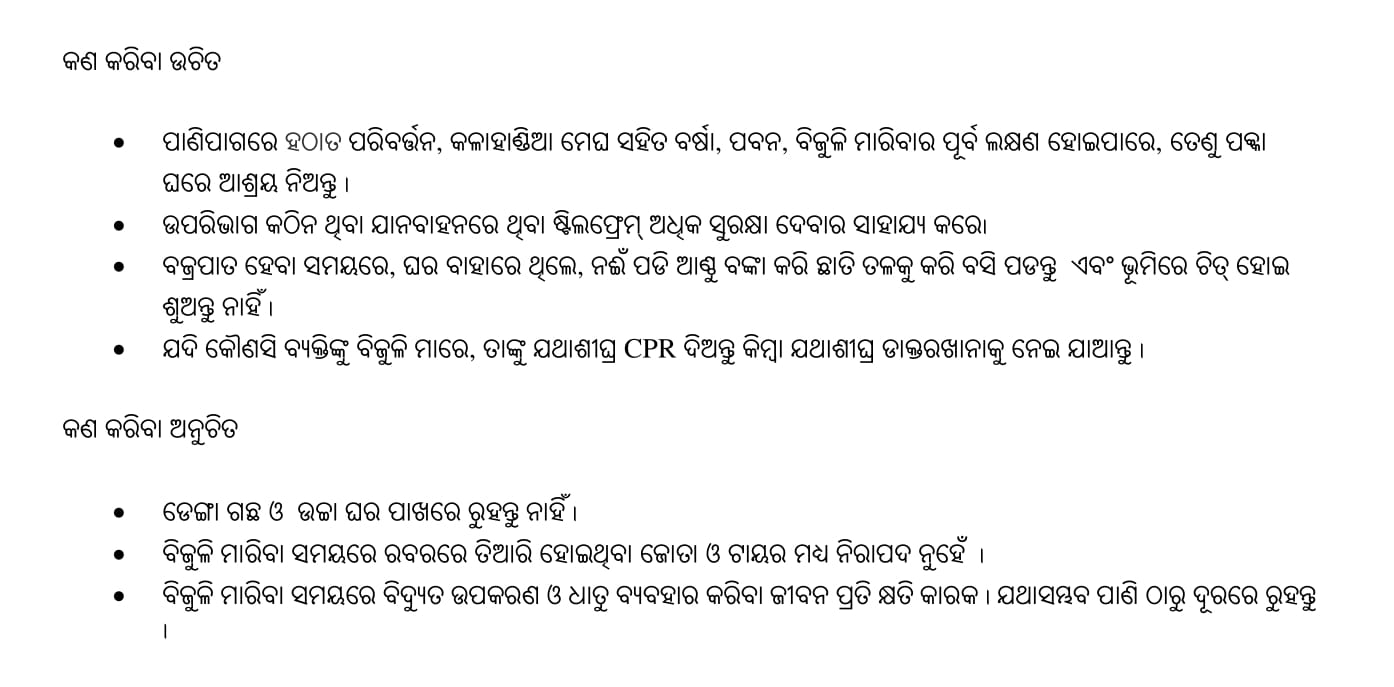 କଣ କରିବା ଉଚିତ
• ପାଣିପାଗରେ ହଠାତ ପରିବର୍ତ୍ତନ, କଳାହାଣ୍ଡିଆ ମେଘ ସହିତ ବର୍ଷା, ପବନ, ବିଜୁଳି ମାରିବାର ପୂର୍ବ ଲକ୍ଷଣ ହୋଇପାରେ, ତେଣୁ ପକ୍କା
ଘରେ ଆଶ୍ରୟ ନିଅନ୍ତୁ ।
• ଉପରିଭାଗ କଠିନ ଥିବା ଯାନବାହନରେ ଥିବା ଷ୍ଟିଲଫ୍ରେମ୍ ଅଧିକ ସୁରକ୍ଷା ଦେବାର ସାହାଯ୍ୟ କରେ।
• ବଜ୍ରପାତ ହେବା ସମୟରେ, ଘର ବାହାରେ ଥିଲେ, ନଈଁ ପଡି ଆଣ୍ଠୁ ବଙ୍କା କରି ଛାତି ତଳକୁ କରି ବସି ପଡନ୍ତୁ ଏବଂ ଭୂମିରେ ଚିତ୍ ହୋଇ
ଶୁଅନ୍ତୁ ନାହିଁ ।
• ଯଦି କୌଣସି ବ୍ୟକ୍ତିଙ୍କୁ ବିଜୁଳି ମାରେ, ତାଙ୍କୁ ଯଥାଶୀଘ୍ର CPR ଦିଅନ୍ତୁ କିମ୍ବା ଯଥାଶୀଘ୍ର ଡାକ୍ତରଖାନାକୁ ନେଇ ଯାଆନ୍ତୁ ।
କଣ କରିବା ଅନୁଚିତ
• ଡେଙ୍ଗା ଗଛ ଓ ଉଚ୍ଚା ଘର ପାଖରେ ରୁହନ୍ତୁ ନାହିଁ ।
• ବିଜୁଳି ମାରିବା ସମୟରେ ରବରରେ ତିଆରି ହୋଇଥିବା ଜୋତା ଓ ଟାୟର ମଧ୍ୟ ନିରାପଦ ନୁହେଁ ।
• ବିଜୁଳି ମାରିବା ସମୟରେ ବିଦ୍ୟୁତ ଉପକରଣ ଓ ଧାତୁ ବ୍ୟବହାର କରିବା ଜୀବନ ପ୍ରତି କ୍ଷତି କାରକ । ଯଥାସମ୍ଭବ ପାଣି ଠାରୁ ଦୂରରେ ରୁହନ୍ତୁ
।